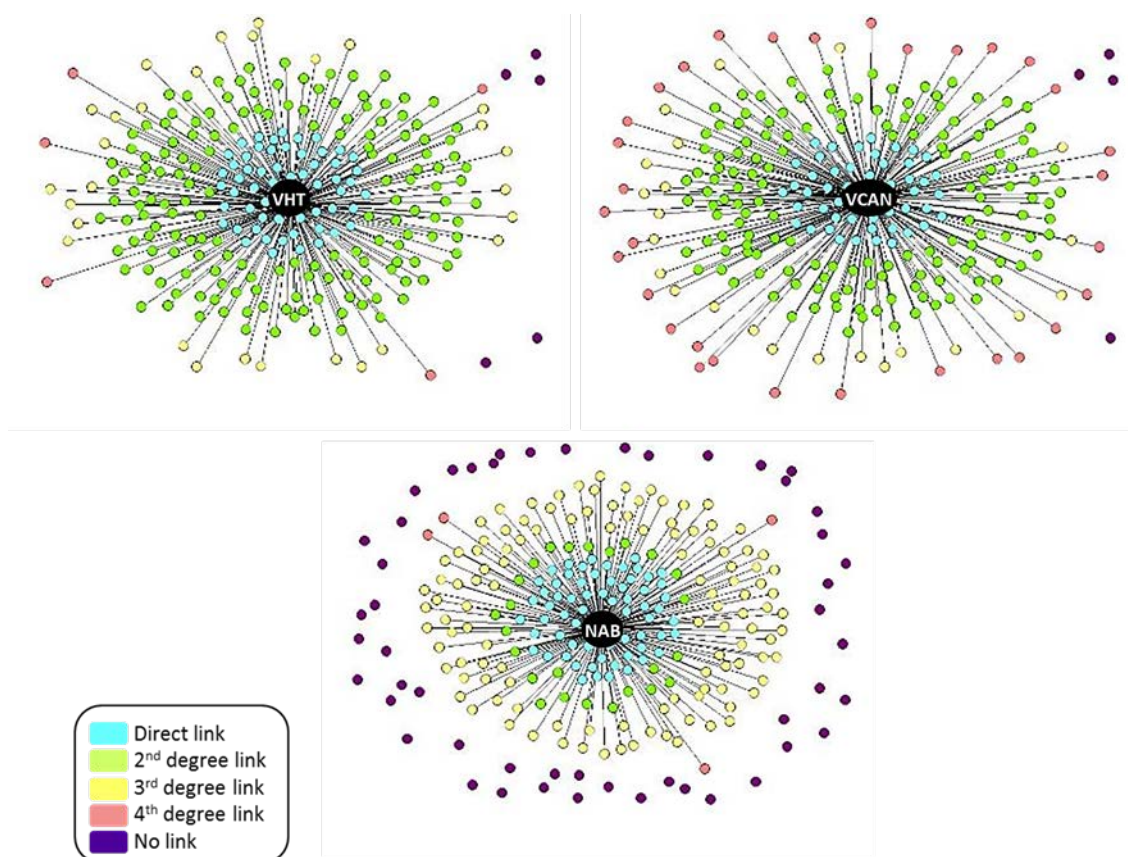 VHT
VCAN
NAB
Direct link
2nd degree link
3rd degree link
4th degree link
No link